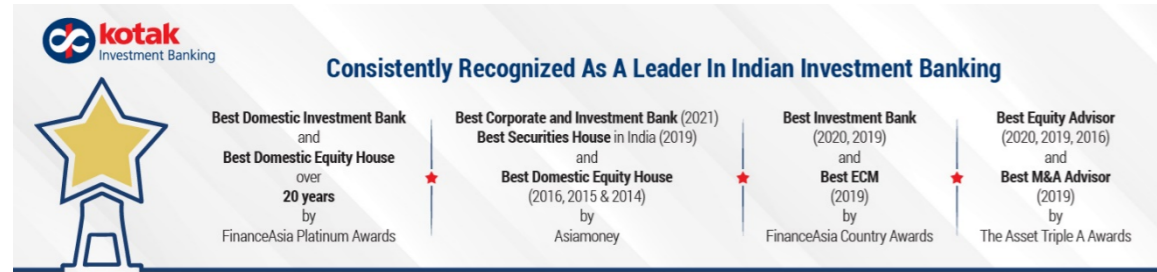 kotak
Investment Banking
Consistently Recognized As A Leader In Indian Investment Banking
Best Domestic Investment Bank
and
Best Domestic Equity House
over
20 years
by
FinanceAsia Platinum Awards
Best Corporate and Investment Bank (2021)
Best Securities House in India (2019)
and
Best Domestic Equity House
(2016, 2015 & 2014)
by
Asiamoney
Best Investment Bank
(2020, 2019)
and
Best ECM
(2019)
by
FinanceAsia Country Awards
Best Equity Advisor
(2020, 2019, 2016)
and
Best M&A Advisor
(2019)
by
The Asset Triple A Awards